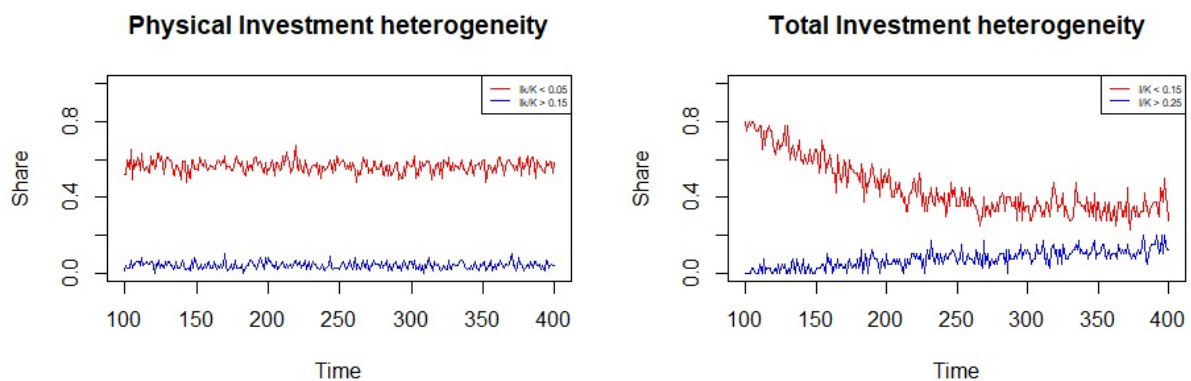 Physical Investment heterogeneity
Ik/K < 0.05
Ik/K > 0.15
Share
0.8
0.4
0.0
100 150 200 250 300 350 400
Time
Total Investment heterogeneity
I/K < 0.15
I/K > 0.25
Share
0.8
0.4
0.0
100 150 200 250 300 350 400
Time